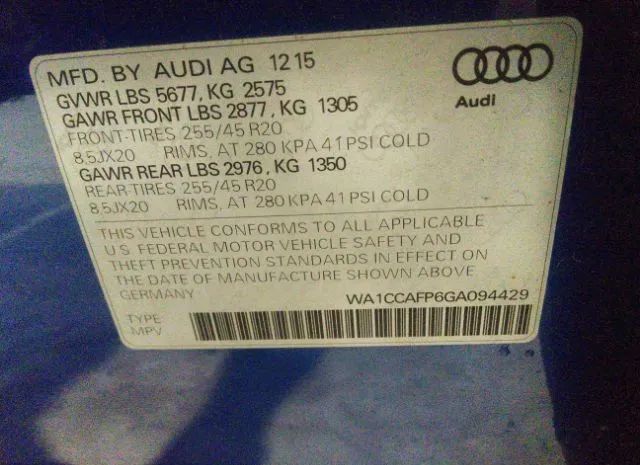 MFD. BY AUDI AG 12 15
GVWR LBS 5677, KG 2575
GAWR FRONT LBS 2877, KG 1305
FRONT-TIRES 255/45 R20
8.5JX20 RIMS, AT 280 KPA 41 PSI COLD
GAWR REAR LBS 2976, KG 1350
REAR-TIRES 255/45 R20
8.5JX20 RIMS, AT 280 KPA 41 PSI COLD
Audi
THIS VEHICLE CONFORMS TO ALL APPLICABLE
U.S. FEDERAL MOTOR VEHICLE SAFETY AND
THEFT PREVENTION STANDARDS IN EFFECT ON
THE DATE OF MANUFACTURE SHOWN ABOVE
GERMANY
WA1CCAFP6GA094429
TYPE:
MPV